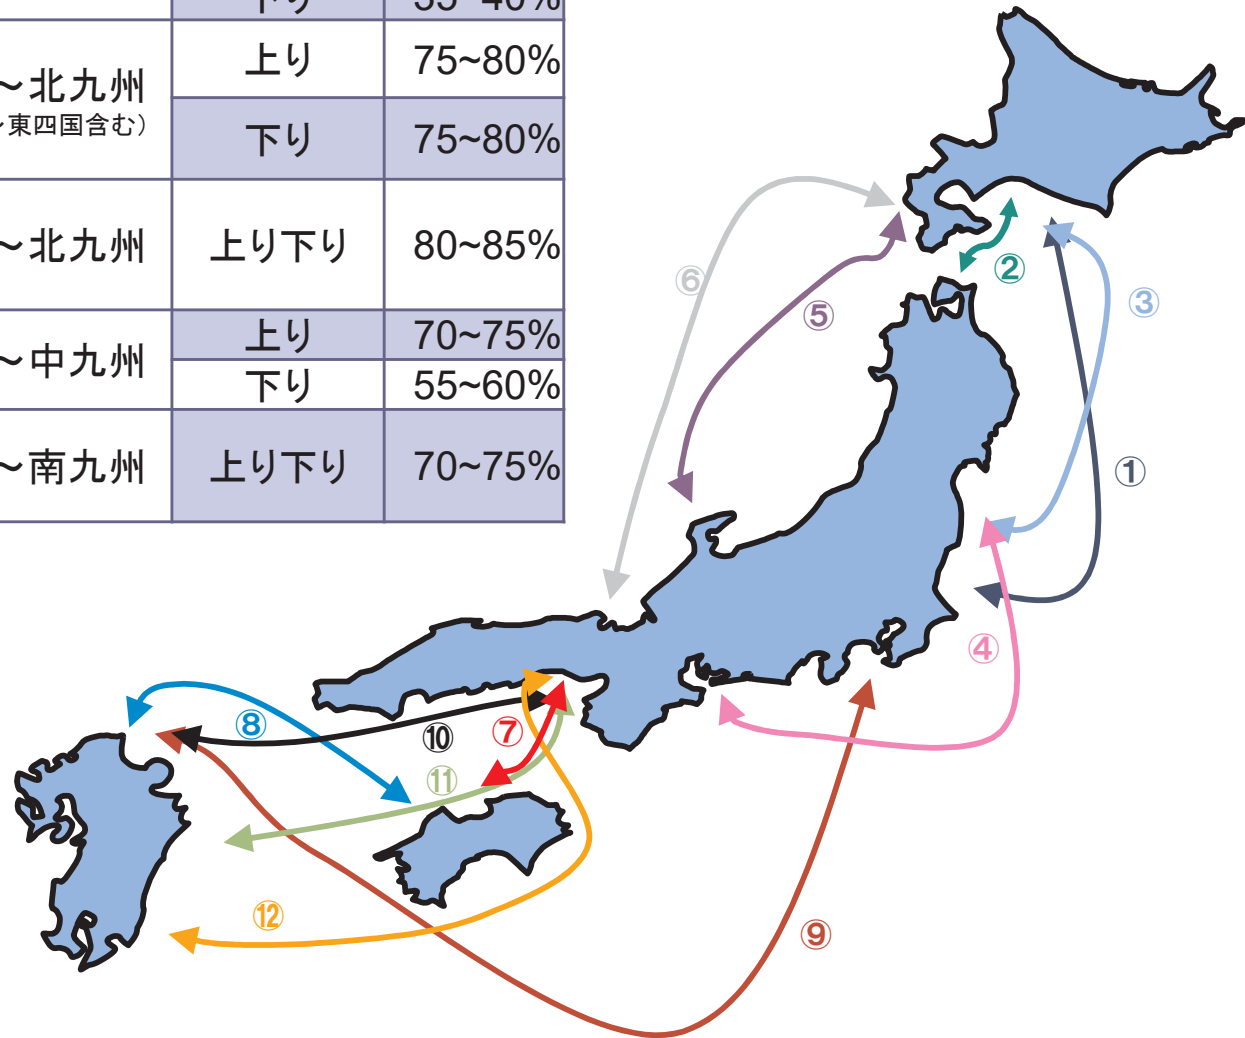 下り
上り
75~80%
～北九州
東四国含む）
下り
75~80%
～北九州
上り下り
80~85%
上り
70~75%
～中九州
下り
55~60%
～南九州
上り下り
70~75%
⑥
②
③
⑤
①
④
⑧
⑩
⑦
⑪
⑫
⑨